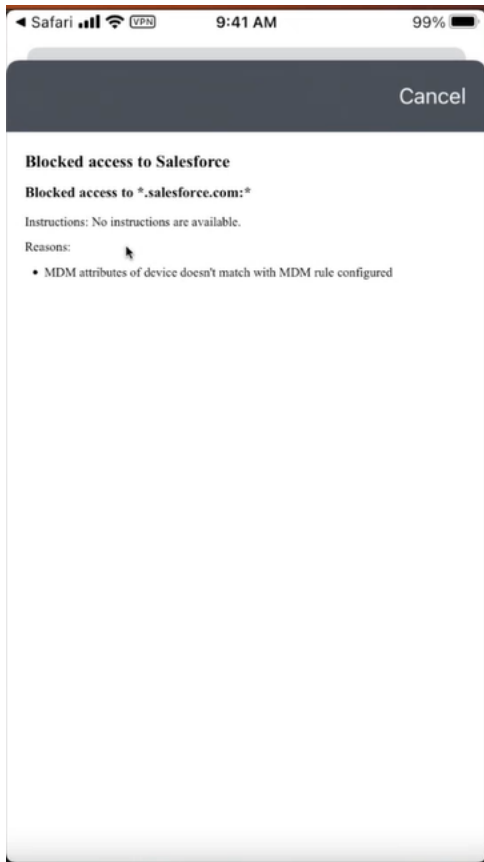 Safari VPN 9:41 AM 99%
Cancel
Blocked access to Salesforce
Blocked access to *.salesforce.com:*
Instructions: No instructions are available.
Reasons:
• MDM attributes of device doesn't match with MDM rule configured